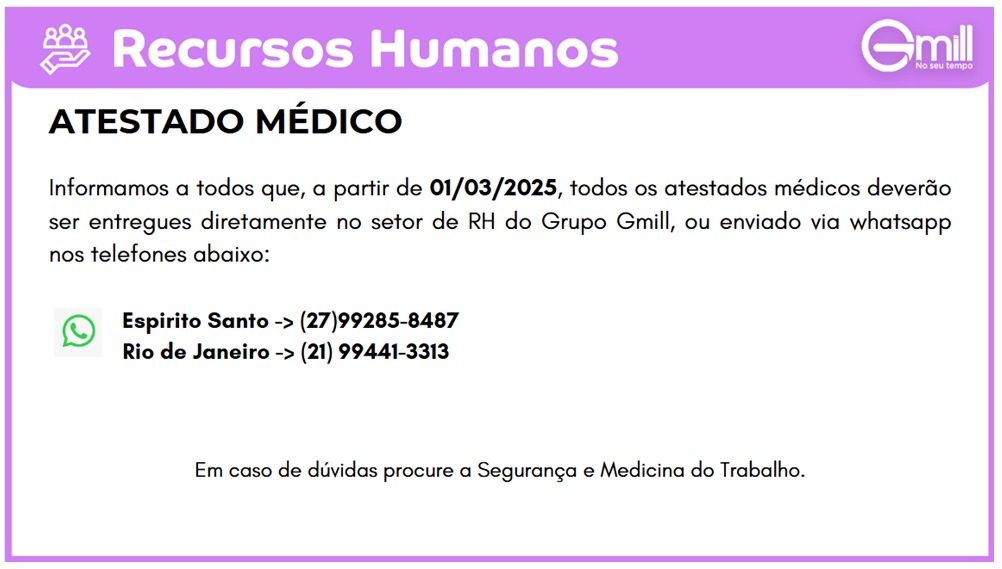 Recursos Humanos
Gmill
No seu tempo
ATESTADO MÉDICO
Informamos a todos que, a partir de 01/03/2025, todos os atestados médicos deverão
ser entregues diretamente no setor de RH do Grupo Gmill, ou enviado via whatsapp
nos telefones abaixo:
Espirito Santo -> (27)99285-8487
Rio de Janeiro -> (21) 99441-3313
Em caso de dúvidas procure a Segurança e Medicina do Trabalho.